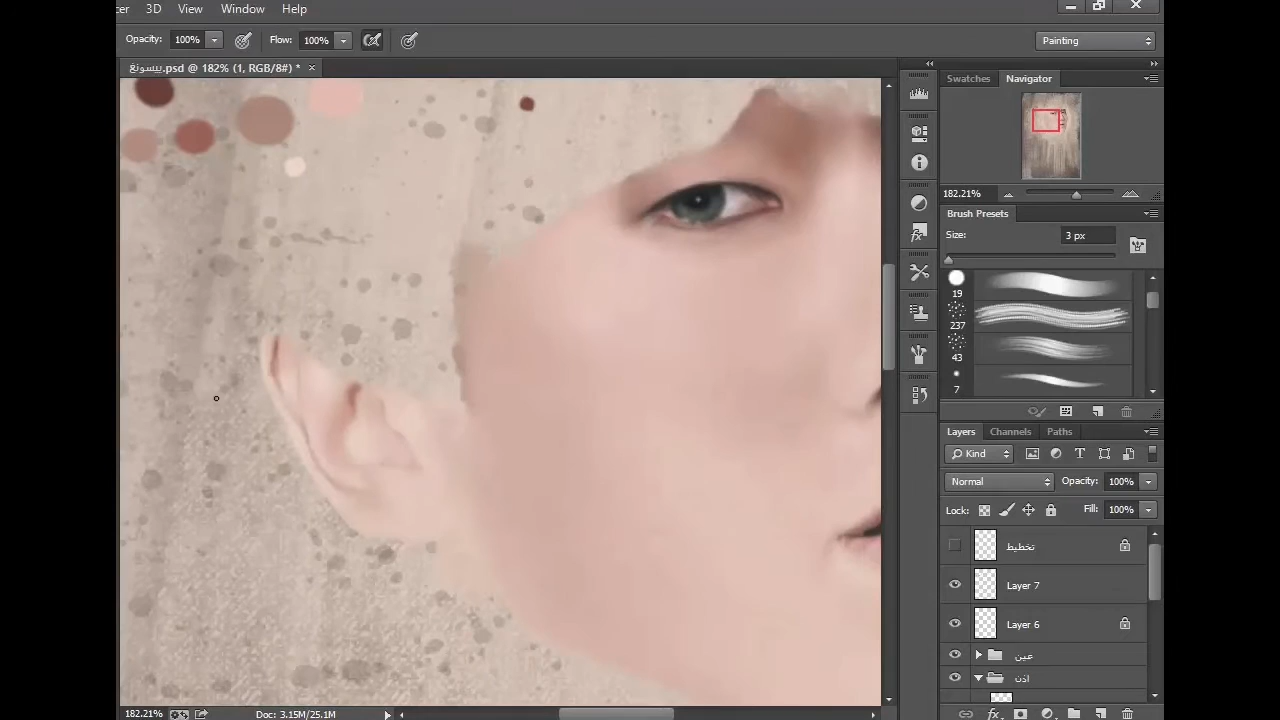 cer 3D View Window Help
Opacity: 100% Flow: 100% Painting
بيسونغ.psd @ 182% (1, RGB/8#) *
Swatches Navigator
182.21%
Brush Presets
Size: 3 px
19
237
43
7
Layers Channels Paths
Kind
Normal Opacity: 100%
Lock: Fill: 100%
تخطيط
Layer 7
Layer 6
عين
اذن
182.21% Doc: 3.15M/25.1M